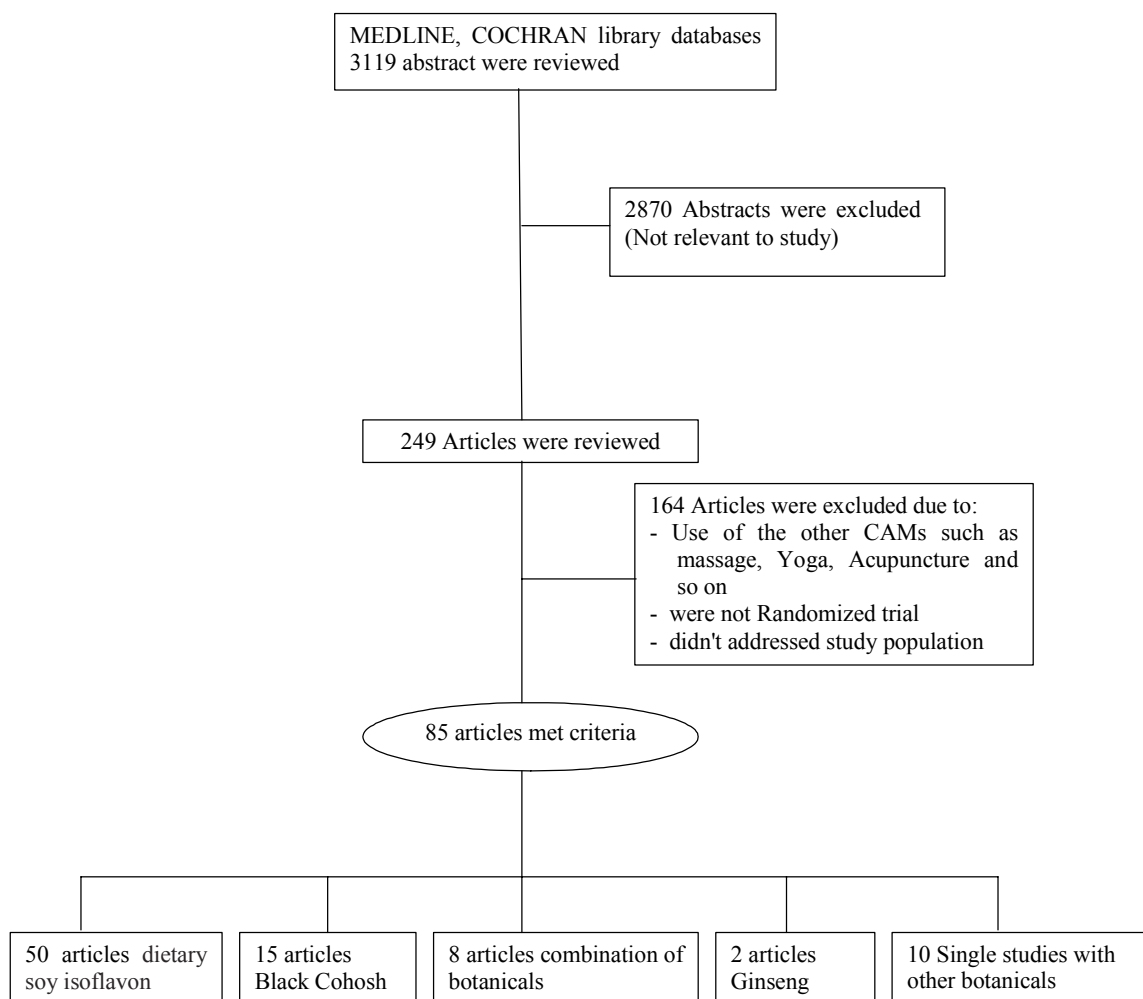 MEDLINE, COCHRAN library databases
3119 abstract were reviewed
2870 Abstracts were excluded
(Not relevant to study)
249 Articles were reviewed
164 Articles were excluded due to:
- Use of the other CAMs such as
massage, Yoga, Acupuncture and
so on
- were not Randomized trial
- didn't addressed study population
85 articles met criteria
50 articles dietary
soy isoflavon
15 articles
Black Cohosh
8 articles combination of
botanicals
2 articles
Ginseng
10 Single studies with
other botanicals